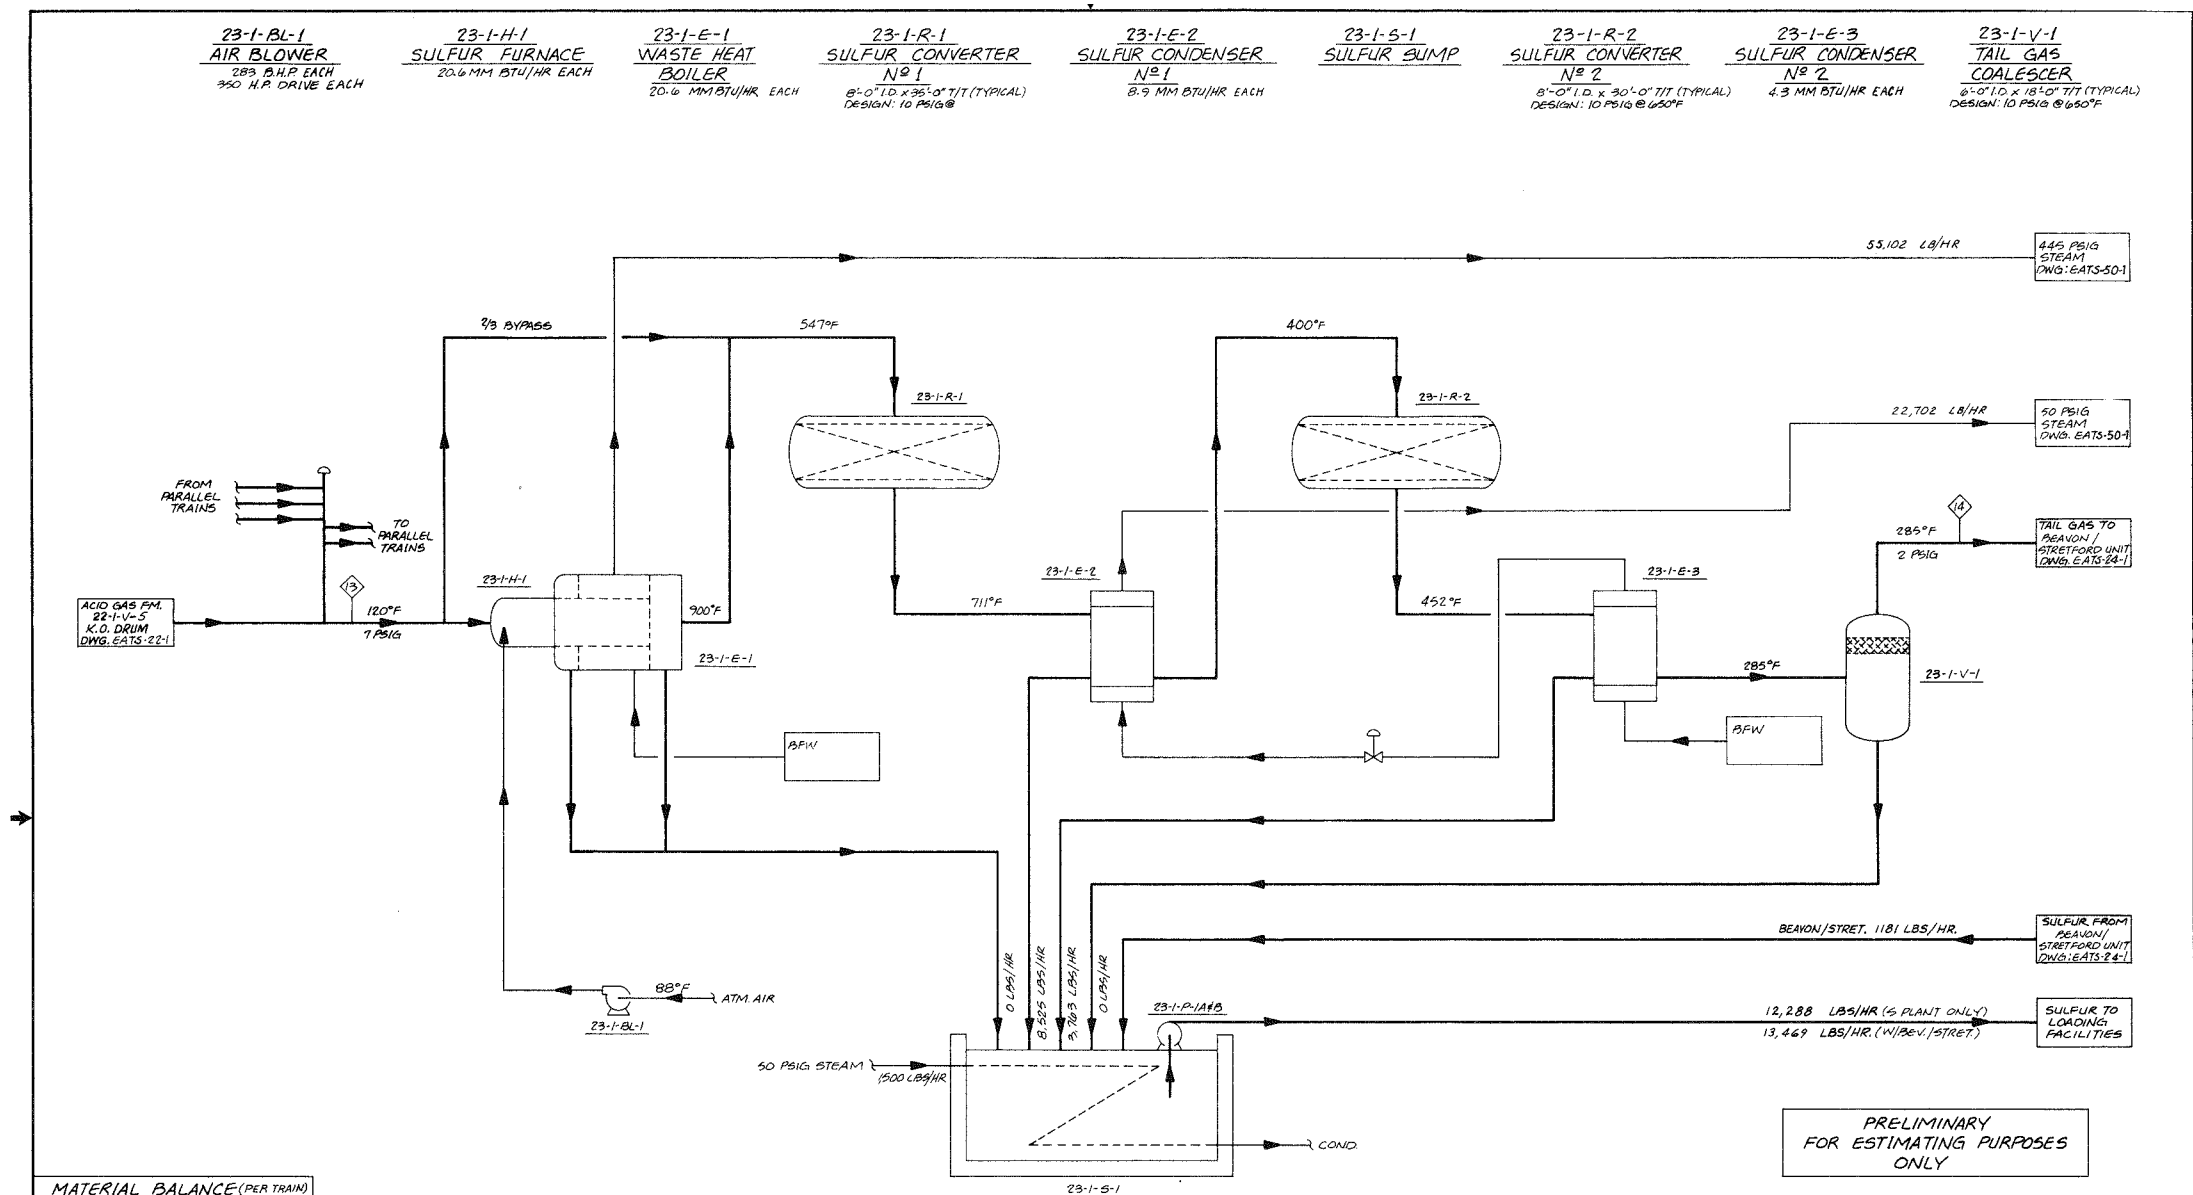 23-1-BL-1
AIR BLOWER
283 B.H.P. EACH
350 H.P. DRIVE EACH
23-1-H-1
SULFUR FURNACE
20.6 MM BTU/HR EACH
23-1-E-1
WASTE HEAT
BOILER
20.6 MM BTU/HR EACH
23-1-R-1
SULFUR CONVERTER
Nº 1
8'-0" I.D. x 36'-0" T/T (TYPICAL)
DESIGN: 10 PSIG @
23-1-E-2
SULFUR CONDENSER
Nº 1
8.9 MM BTU/HR EACH
23-1-S-1
SULFUR SUMP
23-1-R-2
SULFUR CONVERTER
Nº 2
8'-0" I.D. x 30'-0" T/T (TYPICAL)
DESIGN: 10 PSIG @ 650°F
23-1-E-3
SULFUR CONDENSER
Nº 2
4.3 MM BTU/HR EACH
23-1-V-1
TAIL GAS
COALESCER
6'-0" I.D. x 18'-0" T/T (TYPICAL)
DESIGN: 10 PSIG @ 650°F
55,102 LB/HR
445 PSIG
STEAM
DWG: EATS-50-1
2/3 BYPASS
547°F
400°F
23-1-R-1
23-1-R-2
22,702 LB/HR
50 PSIG
STEAM
DWG. EATS-50-1
FROM
PARALLEL
TRAINS
TO
PARALLEL
TRAINS
14
285°F
2 PSIG
TAIL GAS TO
BEAVON /
STRETFORD UNIT
DWG. EATS-24-1
ACID GAS FM.
22-1-V-5
K.O. DRUM
DWG. EATS-22-1
13
120°F
7 PSIG
23-1-H-1
900°F
23-1-E-1
711°F
23-1-E-2
452°F
23-1-E-3
285°F
23-1-V-1
BFW
BFW
0 LBS/HR
8,525 LBS/HR
3,763 LBS/HR
0 LBS/HR
BEAVON/STRET. 1181 LBS/HR.
SULFUR FROM
BEAVON/
STRETFORD UNIT
DWG: EATS-24-1
88°F
ATM. AIR
23-1-BL-1
23-1-P-1A&B
12,288 LBS/HR (S PLANT ONLY)
13,469 LBS/HR. (W/BEV./STRET.)
SULFUR TO
LOADING
FACILITIES
50 PSIG STEAM
1500 LBS/HR
COND.
23-1-S-1
PRELIMINARY
FOR ESTIMATING PURPOSES
ONLY
MATERIAL BALANCE (PER TRAIN)